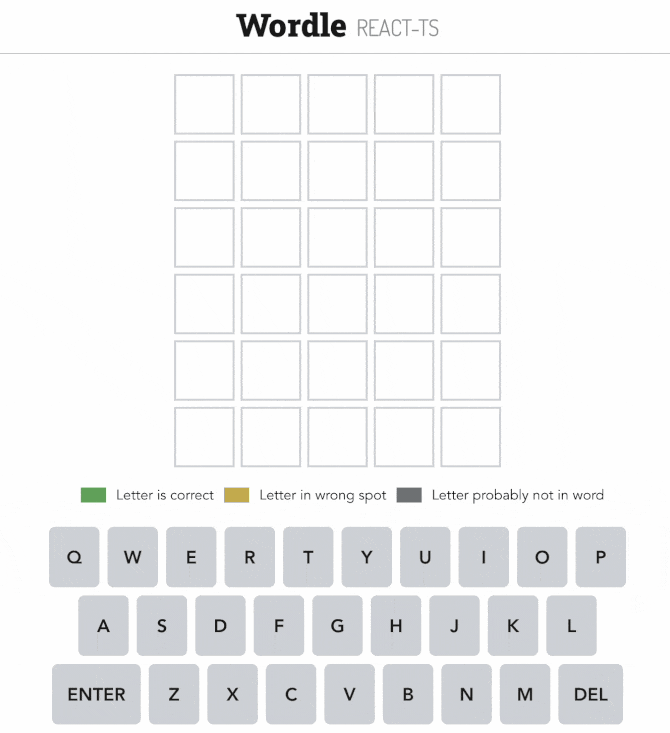 Wordle REACT-TS
Letter is correct Letter in wrong spot Letter probably not in word
Q W E R T Y U I O P
A S D F G H J K L
ENTER Z X C V B N M DEL